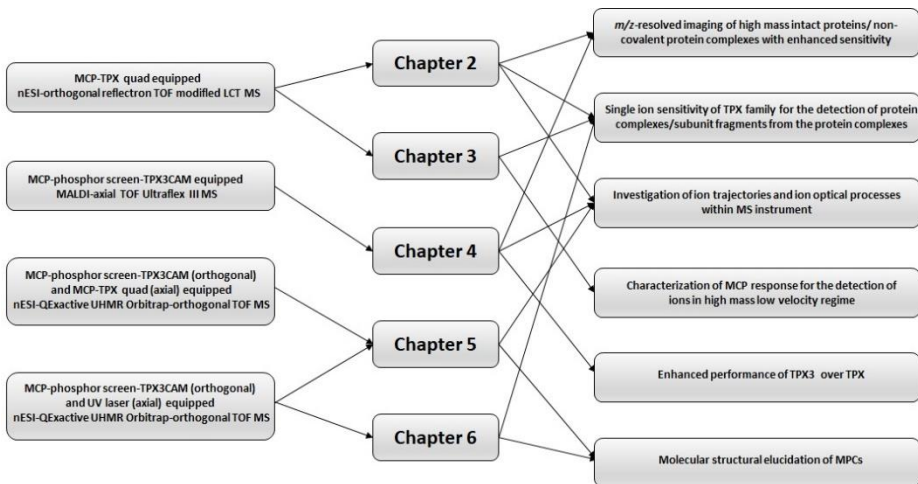 MCP-TPX quad equipped
nESI-orthogonal reflectron TOF modified LCT MS
MCP-phosphor screen-TPX3CAM equipped
MALDI-axial TOF Ultraflex III MS
MCP-phosphor screen-TPX3CAM (orthogonal)
and MCP-TPX quad (axial) equipped
nESI-QExactive UHMR Orbitrap-orthogonal TOF MS
MCP-phosphor screen-TPX3CAM (orthogonal)
and UV laser (axial) equipped
nESI-QExactive UHMR Orbitrap-orthogonal TOF MS
Chapter 2
Chapter 3
Chapter 4
Chapter 5
Chapter 6
m/z-resolved imaging of high mass intact proteins/ non-
covalent protein complexes with enhanced sensitivity
Single ion sensitivity of TPX family for the detection of protein
complexes/subunit fragments from the protein complexes
Investigation of ion trajectories and ion optical processes
within MS instrument
Characterization of MCP response for the detection of
ions in high mass low velocity regime
Enhanced performance of TPX3 over TPX
Molecular structural elucidation of MPCs